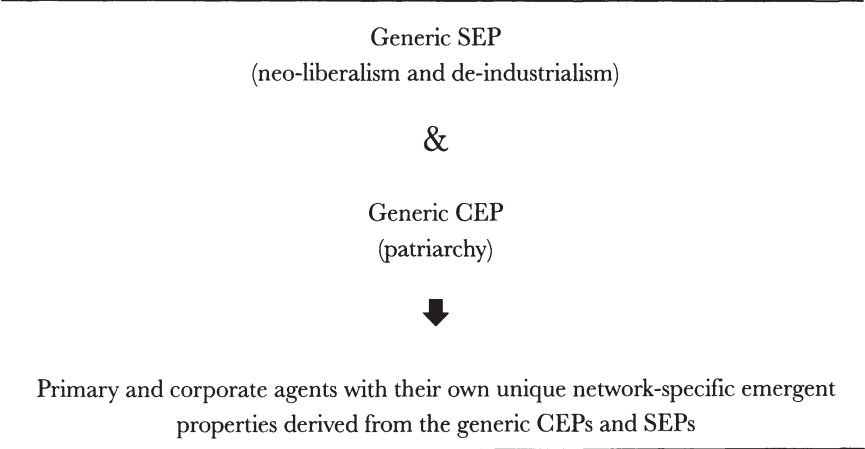 Generic SEP
(neo-liberalism and de-industrialism)
&
Generic CEP
(patriarchy)
Primary and corporate agents with their own unique network-specific emergent
properties derived from the generic CEPs and SEPs